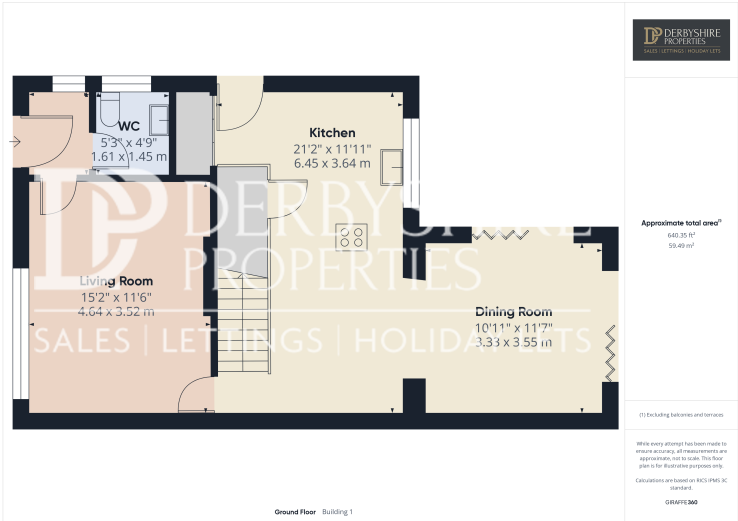 WC
5'3" x 4'9"
1.61 x 1.45 m
Kitchen
21'2" x 11'11"
6.45 x 3.64 m
Living Room
15'2" x 11'6"
4.64 x 3.52 m
Dining Room
10'11" x 11'7"
3.33 x 3.55 m
DP DERBYSHIRE
PROPERTIES
SALES | LETTINGS | HOLIDAY LETS
Ground Floor Building 1
DP DERBYSHIRE
PROPERTIES
SALES | LETTINGS | HOLIDAY LETS
Approximate total area(1)
640.35 ft²
59.49 m²
(1) Excluding balconies and terraces
While every attempt has been made to
ensure accuracy, all measurements are
approximate, not to scale. This floor
plan is for illustrative purposes only.
Calculations are based on RICS IPMS 3C
standard.
GIRAFFE360